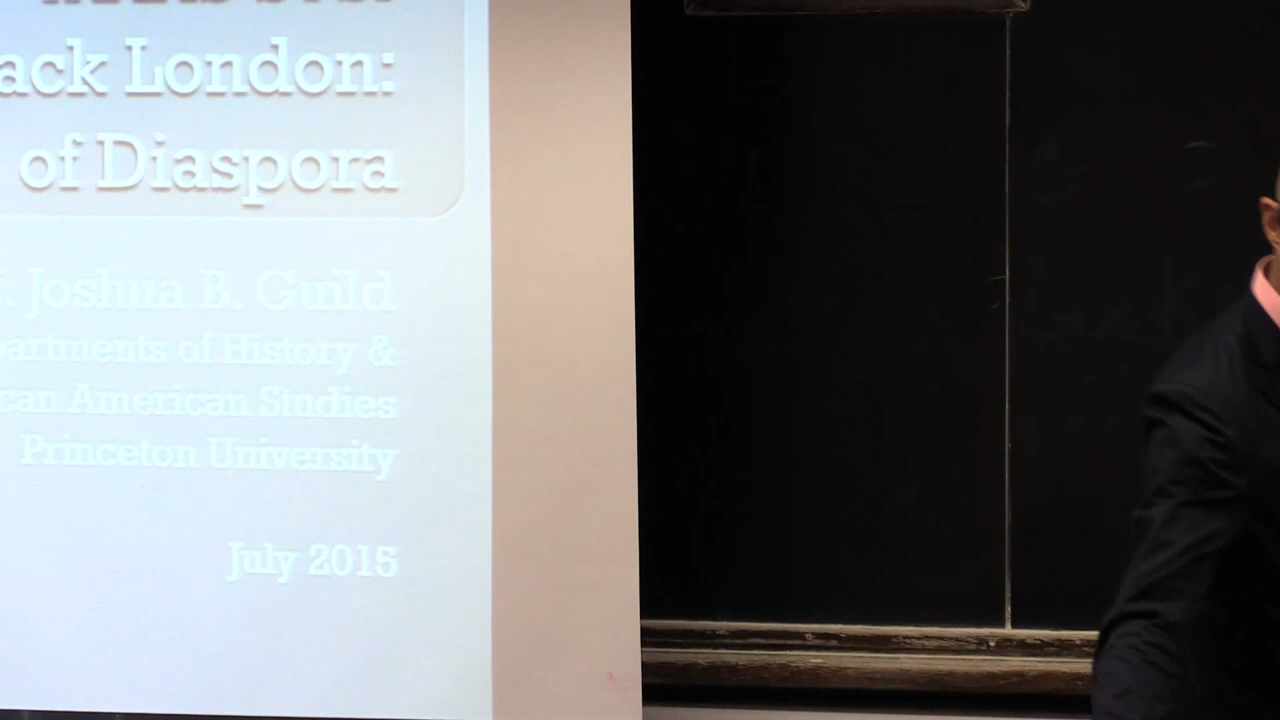 ack London:
of Diaspora
. Joshua B. Guild
partments of History &
can American Studies
Princeton University
July 2015